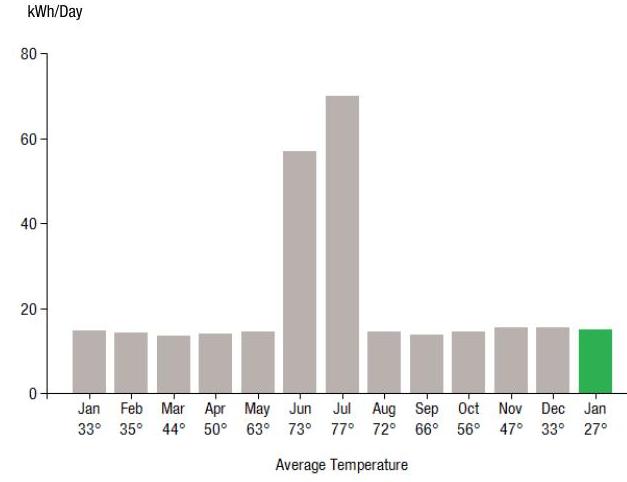 kWh/Day
80
60
40
20
0
Jan Feb Mar Apr May Jun Jul Aug Sep Oct Nov Dec Jan
33° 35° 44° 50° 63° 73° 77° 72° 66° 56° 47° 33° 27°
Average Temperature